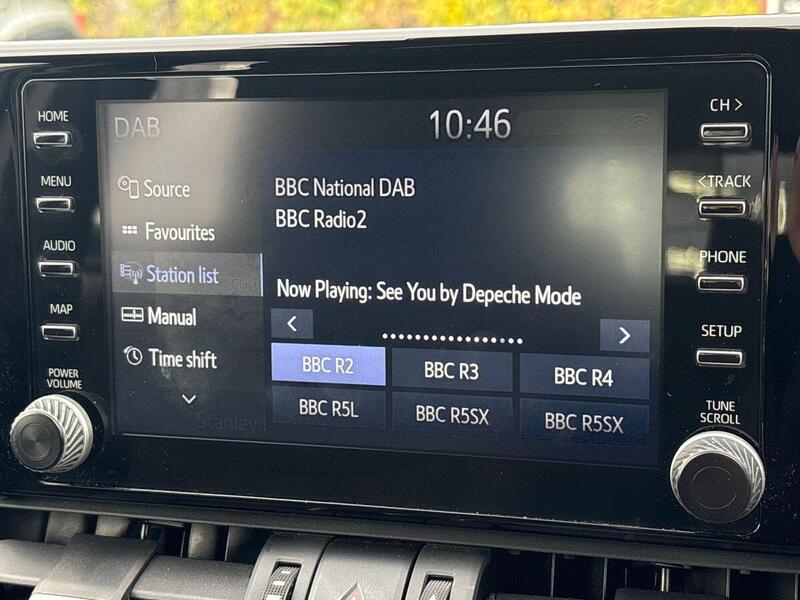 HOME
MENU
AUDIO
MAP
POWER
VOLUME
DAB
10:46
Source
Favourites
Station list
Manual
Time shift
BBC National DAB
BBC Radio2
Now Playing: See You by Depeche Mode
<
>
BBC R2
BBC R3
BBC R4
BBC R5L
BBC R5SX
BBC R5SX
Clayt
Stanley
CH >
<TRACK
PHONE
SETUP
TUNE
SCROLL